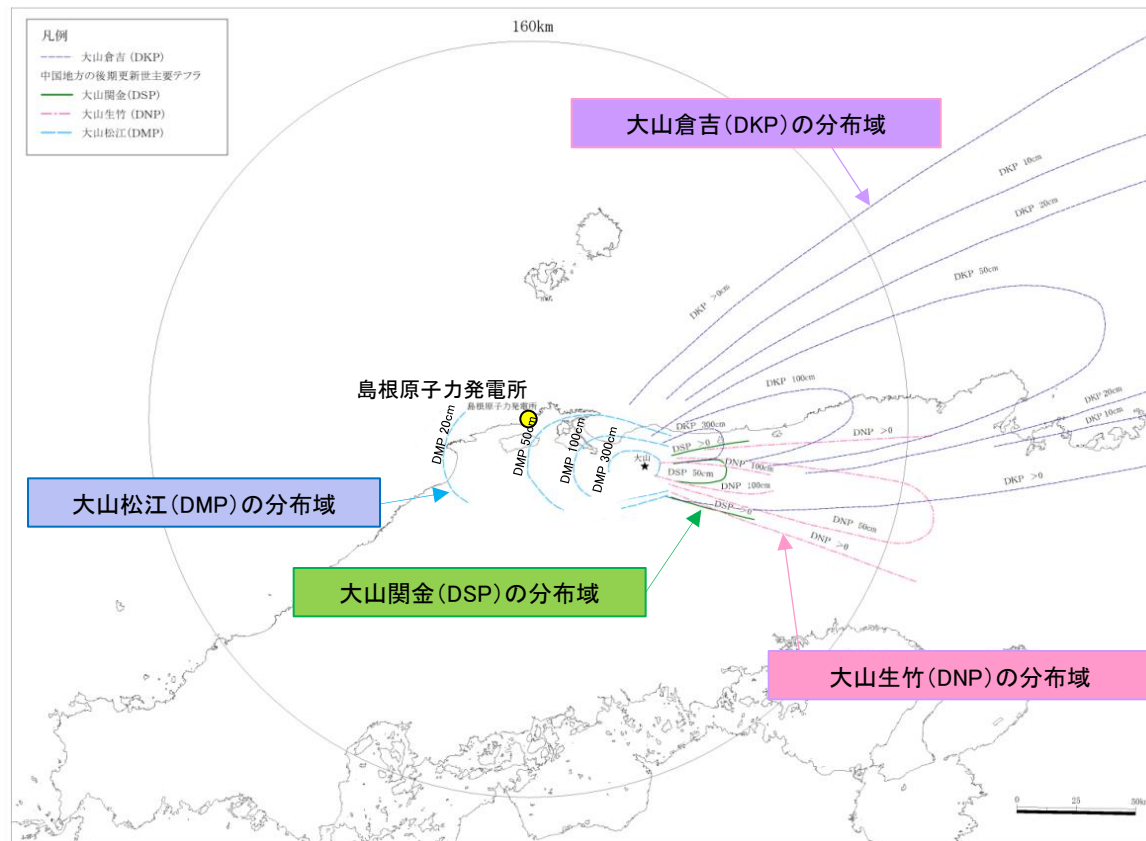 160km
凡例
大山倉吉(DKP)
中国地方の後期更新世主要テフラ
大山関金(DSP)
大山生竹(DNP)
大山松江(DMP)
大山倉吉(DKP)の分布域
DKP 10cm
DKP 20cm
DKP 50cm
DKP >0cm
島根原子力発電所
島根原子力発電所
DKP 100cm
DKP 20cm
DKP 10cm
DKP 300cm
DNP >0
DSP >0
DMP 20cm
DMP 50cm
DMP 100cm
DMP 300cm
大山
DNP 100cm
DSP 50cm
DNP 100cm
DKP >0
大山松江(DMP)の分布域
DSP >0
DNP 50cm
DNP >0
大山関金(DSP)の分布域
大山生竹(DNP)の分布域
0 25 50km